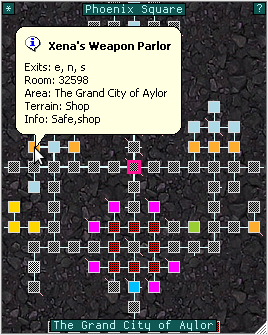 * Phoenix Square ?
Xena's Weapon Parlor
Exits: e, n, s
Room: 32598
Area: The Grand City of Aylor
Terrain: Shop
Info: Safe,shop
The Grand City of Aylor